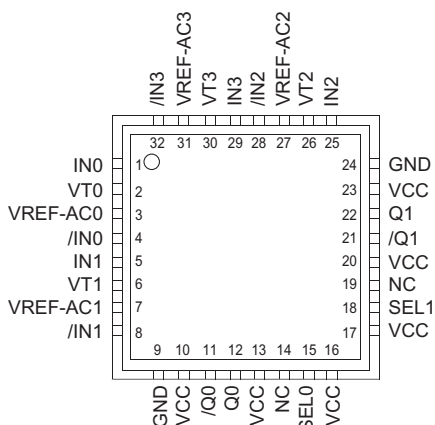 /IN3 VREF-AC3 VT3 IN3 /IN2 VREF-AC2 VT2 IN2
32 31 30 29 28 27 26 25
IN0 1 24 GND
VT0 2 23 VCC
VREF-AC0 3 22 Q1
/IN0 4 21 /Q1
IN1 5 20 VCC
VT1 6 19 NC
VREF-AC1 7 18 SEL1
/IN1 8 17 VCC
9 10 11 12 13 14 15 16
GND VCC /Q0 Q0 VCC NC SEL0 VCC